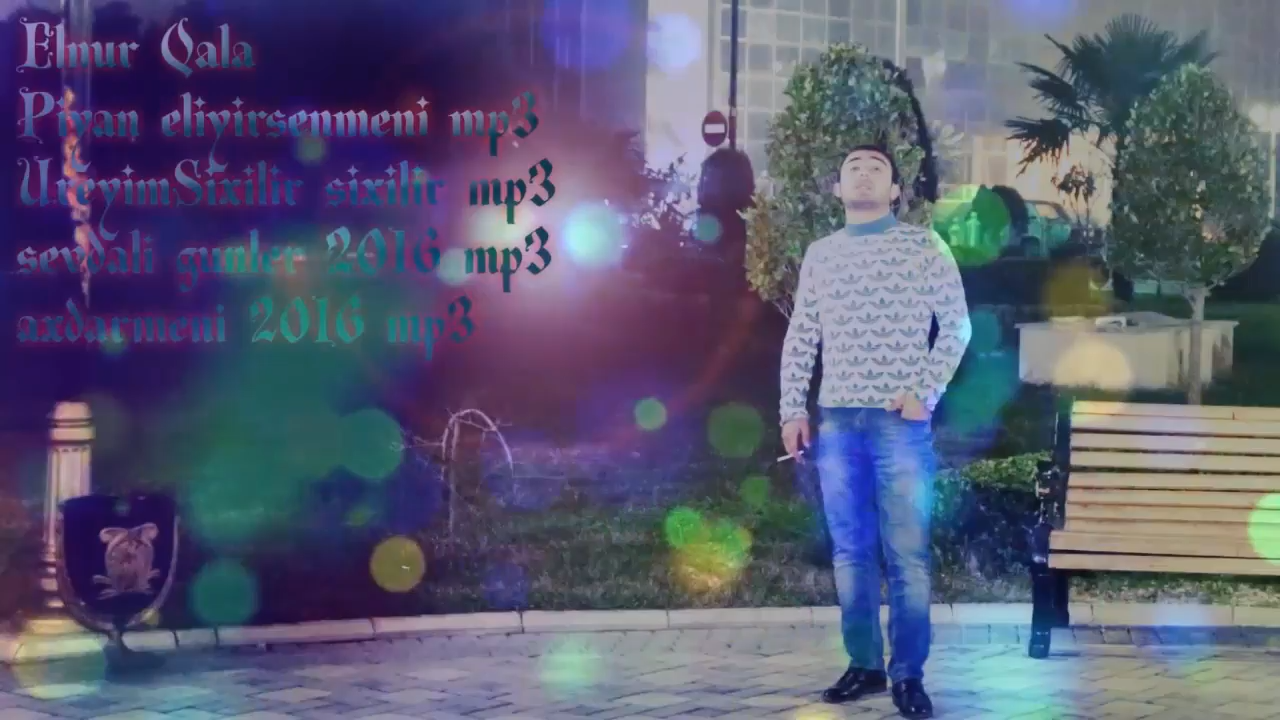 Elnur Qala
Piyan eliyirsenmeni mp3
UreyimSixilir sixilir mp3
sevdali gunler 2016 mp3
axdarmeni 2016 mp3